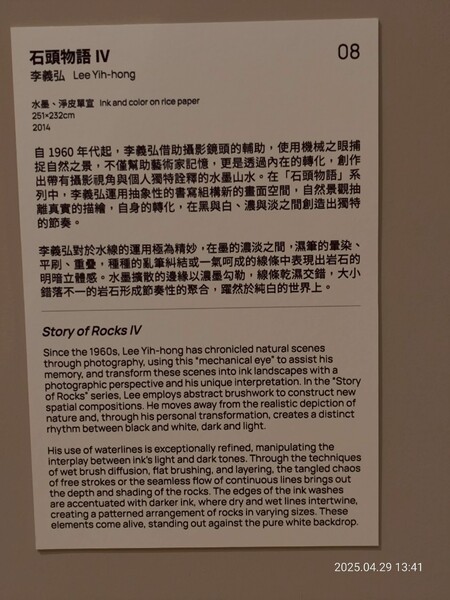 石頭物語 IV
08
李義弘 Lee Yih-hong
水墨、淨皮單宣 Ink and color on rice paper
251×232cm
2014
自 1960 年代起，李義弘借助攝影鏡頭的輔助，使用機械之眼捕
捉自然之景，不僅幫助藝術家記憶，更是透過內在的轉化，創作
出帶有攝影視角與個人獨特詮釋的水墨山水。在「石頭物語」系
列中，李義弘運用抽象性的書寫組構新的畫面空間，自然景觀抽
離真實的描繪，自身的轉化，在黑與白、濃與淡之間創造出獨特
的節奏。
李義弘對於水線的運用極為精妙，在墨的濃淡之間，濕筆的暈染、
平刷、重疊，種種的亂筆糾結或一氣呵成的線條中表現出岩石的
明暗立體感。水墨擴散的邊緣以濃墨勾勒，線條乾濕交錯，大小
錯落不一的岩石形成節奏性的聚合，躍然於純白的世界上。
Story of Rocks IV
Since the 1960s, Lee Yih-hong has chronicled natural scenes
through photography, using this "mechanical eye" to assist his
memory, and transform these scenes into ink landscapes with a
photographic perspective and his unique interpretation. In the "Story
of Rocks" series, Lee employs abstract brushwork to construct new
spatial compositions. He moves away from the realistic depiction of
nature and, through his personal transformation, creates a distinct
rhythm between black and white, dark and light.
His use of waterlines is exceptionally refined, manipulating the
interplay between ink's light and dark tones. Through the techniques
of wet brush diffusion, flat brushing, and layering, the tangled chaos
of free strokes or the seamless flow of continuous lines brings out
the depth and shading of the rocks. The edges of the ink washes
are accentuated with darker ink, where dry and wet lines intertwine,
creating a patterned arrangement of rocks in varying sizes. These
elements come alive, standing out against the pure white backdrop.
2025.04.29 13:41